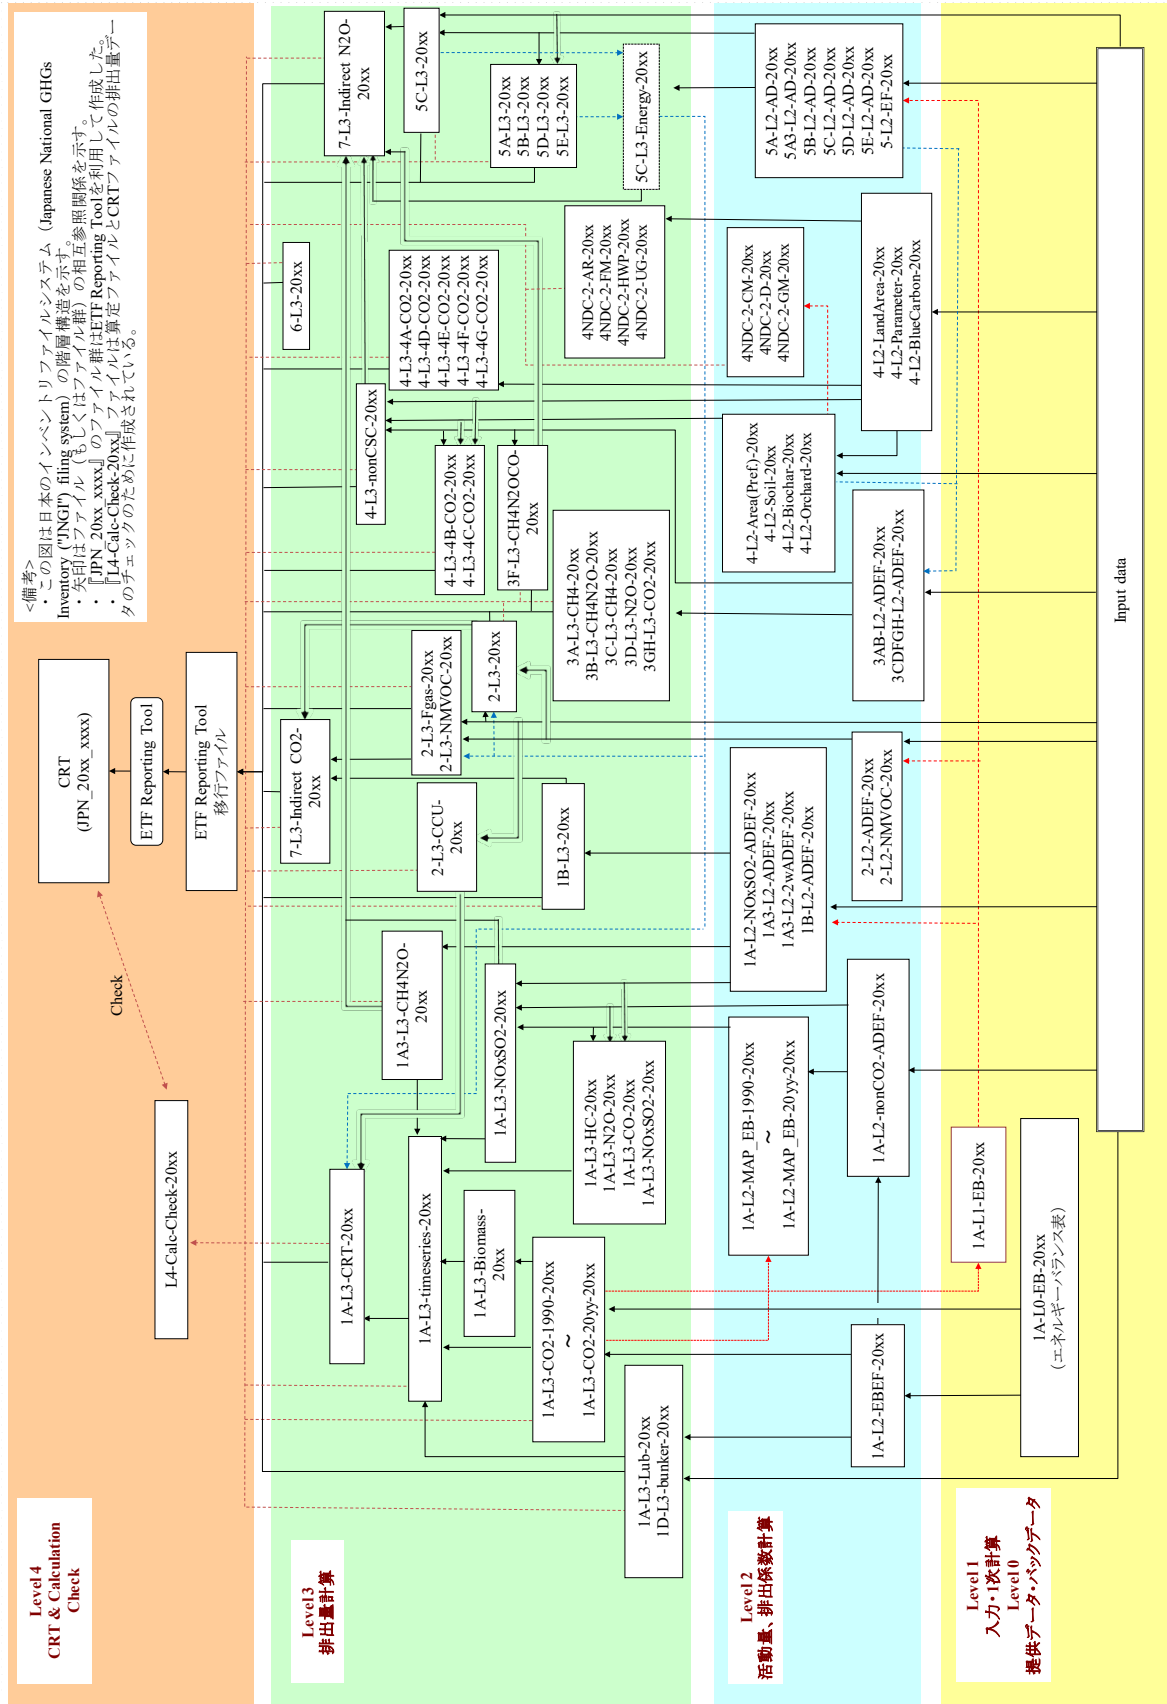 Level 4
CRT & Calculation
Check
L4-Calc-Check-20xx
Check
CRT
(JPN_20xx_xxxx)
ETF Reporting Tool
ETF Reporting Tool
移行ファイル
<備考>
・この図は日本のインベントリファイルシステム（Japanese National GHGs
Inventory ("JNGI") filing system）の階層構造を示す。
・矢印はファイル（もしくはファイル群）の相互参照関係を示す。
・『JPN_20xx_xxxx』のファイル群はETF Reporting Toolを利用して作成した。
・『L4-Calc-Check-20xx』ファイルは算定ファイルとCRTファイルの排出量デー
タのチェックのために作成されている。
Level 3
排出量計算
1A-L3-CRT-20xx
7-L3-Indirect CO2-
20xx
6-L3-20xx
7-L3-Indirect N2O-
20xx
1A-L3-timeseries-20xx
1A3-L3-CH4N2O-
20xx
2-L3-CCU-
20xx
2-L3-Fgas-20xx
2-L3-NMVOC-20xx
4-L3-nonCSC-20xx
4-L3-4A-CO2-20xx
4-L3-4D-CO2-20xx
4-L3-4E-CO2-20xx
4-L3-4F-CO2-20xx
4-L3-4G-CO2-20xx
5C-L3-20xx
1A-L3-Biomass-
20xx
1A-L3-NOxSO2-20xx
2-L3-20xx
4-L3-4B-CO2-20xx
4-L3-4C-CO2-20xx
3F-L3-CH4N2OCO-
20xx
5A-L3-20xx
5B-L3-20xx
5D-L3-20xx
5E-L3-20xx
1A-L3-CO2-1990-20xx
～
1A-L3-CO2-20yy-20xx
1A-L3-HC-20xx
1A-L3-N2O-20xx
1A-L3-CO-20xx
1A-L3-NOxSO2-20xx
1B-L3-20xx
3A-L3-CH4-20xx
3B-L3-CH4N2O-20xx
3C-L3-CH4-20xx
3D-L3-N2O-20xx
3GH-L3-CO2-20xx
4NDC-2-AR-20xx
4NDC-2-FM-20xx
4NDC-2-HWP-20xx
4NDC-2-UG-20xx
5C-L3-Energy-20xx
1A-L3-Lub-20xx
1D-L3-bunker-20xx
Level 2
活動量、排出係数計算
1A-L2-MAP_EB-1990-20xx
～
1A-L2-MAP_EB-20yy-20xx
1A-L2-NOxSO2-ADEF-20xx
1A3-L2-ADEF-20xx
1A3-L2-2wADEF-20xx
1B-L2-ADEF-20xx
4-L2-Area(Pref.)-20xx
4-L2-Soil-20xx
4-L2-Biochar-20xx
4-L2-Orchard-20xx
4NDC-2-CM-20xx
4NDC-2-D-20xx
4NDC-2-GM-20xx
5A-L2-AD-20xx
5A3-L2-AD-20xx
5B-L2-AD-20xx
5C-L2-AD-20xx
5D-L2-AD-20xx
5E-L2-AD-20xx
5-L2-EF-20xx
1A-L2-EBEF-20xx
1A-L2-nonCO2-ADEF-20xx
2-L2-ADEF-20xx
2-L2-NMVOC-20xx
3AB-L2-ADEF-20xx
3CDFGH-L2-ADEF-20xx
4-L2-LandArea-20xx
4-L2-Parameter-20xx
4-L2-BlueCarbon-20xx
Level 1
入力・1次計算
Level 0
提供データ・バックデータ
1A-L1-EB-20xx
1A-L0-EB-20xx
（エネルギーバランス表）
Input data